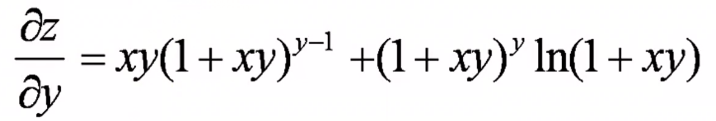 ∂z/∂y = xy(1 + xy)^{y−1} + (1 + xy)^y ln(1 + xy)